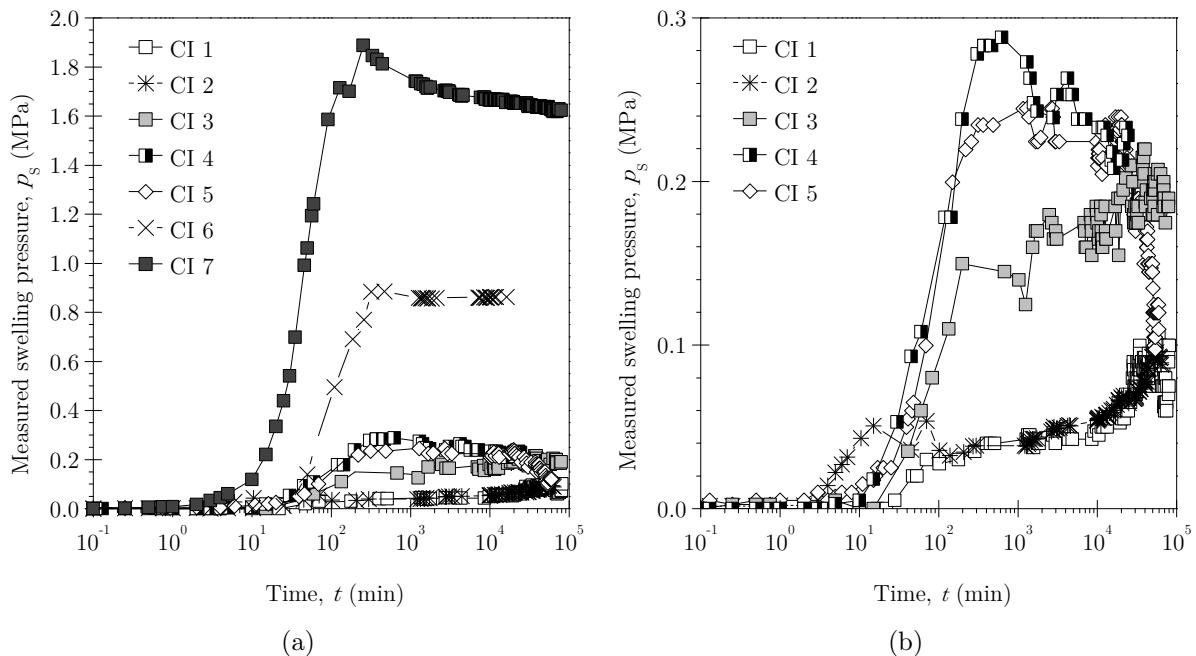 2.0
1.8
1.6
1.4
1.2
1.0
0.8
0.6
0.4
0.2
0.0
Measured swelling pressure, pₛ (MPa)
CI 1
CI 2
CI 3
CI 4
CI 5
CI 6
CI 7
10⁻¹ 10⁰ 10¹ 10² 10³ 10⁴ 10⁵
Time, t (min)
(a)
0.3
0.2
0.1
0.0
Measured swelling pressure, pₛ (MPa)
CI 1
CI 2
CI 3
CI 4
CI 5
10⁻¹ 10⁰ 10¹ 10² 10³ 10⁴ 10⁵
Time, t (min)
(b)